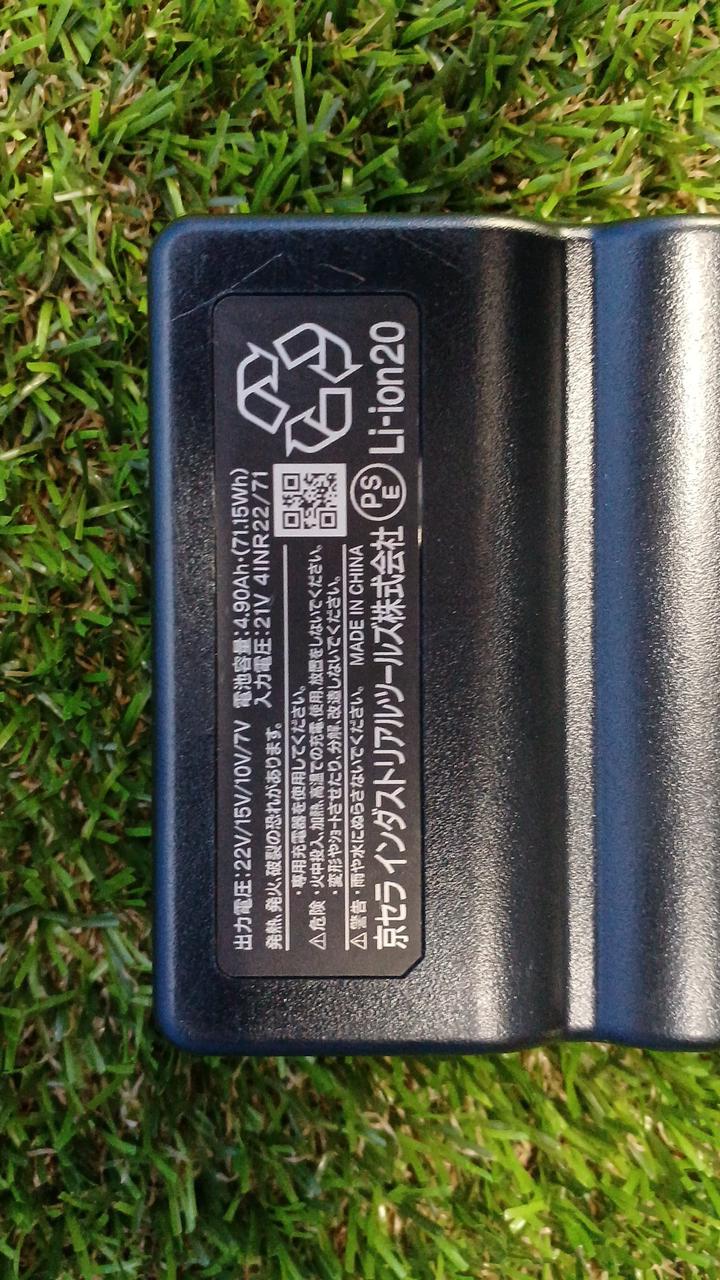 出力電圧:22V/15V/10V/7V 電池容量:4.90Ah・(71.15Wh)
発熱、発火、破裂の恐れがあります。 入力電圧:21V 4INR22/71
・専用充電器を使用してください。
⚠危険・火中投入、加熱、高温での充電、使用、放置をしないでください。
・変形やショートさせたり、分解、改造しないでください。
⚠警告・雨や水にぬらさないでください。 MADE IN CHINA
京セラ インダストリアルツールズ株式会社 PSE Li-ion20